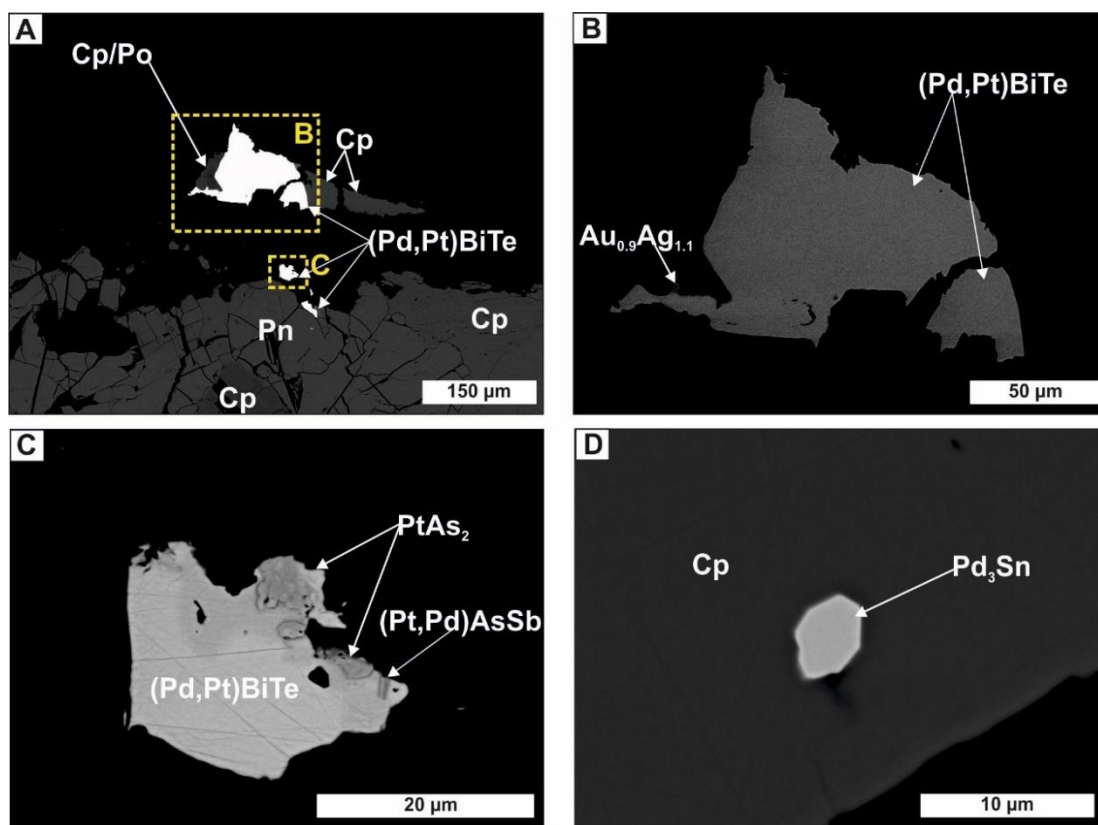 A
Cp/Po
B
Cp
(Pd,Pt)BiTe
C
Pn
Cp
Cp
150 µm
B
(Pd,Pt)BiTe
Au₀.₉Ag₁.₁
50 µm
C
PtAs₂
(Pt,Pd)AsSb
(Pd,Pt)BiTe
20 µm
D
Cp
Pd₃Sn
10 µm